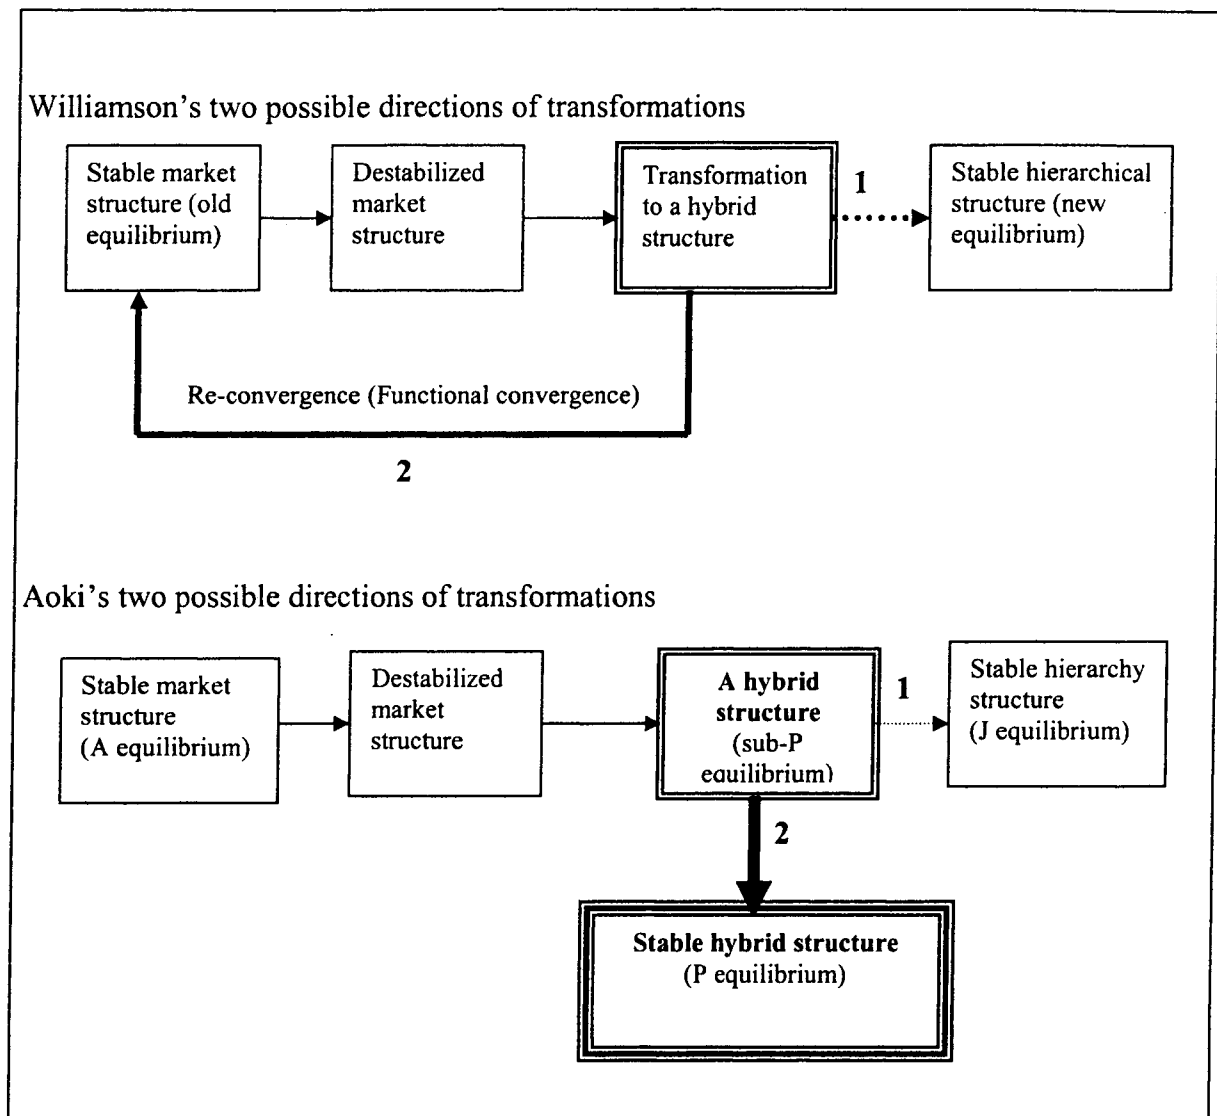 Williamson's two possible directions of transformations
Stable market
structure (old
equilibrium)
Destabilized
market
structure
Transformation
to a hybrid
structure
1
Stable hierarchical
structure (new
equilibrium)
Re-convergence (Functional convergence)
2
Aoki's two possible directions of transformations
Stable market
structure
(A equilibrium)
Destabilized
market
structure
A hybrid
structure
(sub-P
equilibrium)
1
Stable hierarchy
structure
(J equilibrium)
2
Stable hybrid structure
(P equilibrium)